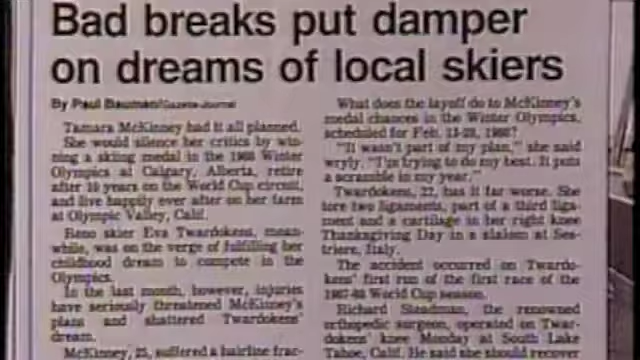 Bad breaks put damper
on dreams of local skiers
By Paul Bauman/Gazette-Journal
Tamara McKinney had it all planned.
She would silence her critics by win-
ning a skiing medal in the 1988 Winter
Olympics at Calgary, Alberta, retire
after 10 years on the World Cup circuit,
and live happily ever after on her farm
at Olympic Valley, Calif.
Reno skier Eva Twardokens, mean-
while, was on the verge of fulfilling her
childhood dream to compete in the
Olympics.
In the last month, however, injuries
have seriously threatened McKinney's
plans and shattered Twardokens'
dream.
McKinney, 25, suffered a hairline frac-
What does the layoff do to McKinney's
medal chances in the Winter Olympics,
scheduled for Feb. 13-28, 1988?
"It wasn't part of my plan," she said
wryly. "I'm trying to do my best. It puts
a scramble in my year."
Twardokens, 22, has it far worse. She
tore two ligaments, part of a third liga-
ment and a cartilage in her right knee
Thanksgiving Day in a slalom at Ses-
triere, Italy.
The accident occurred on Twardo-
kens' first run of the first race of the
1987-88 World Cup season.
Richard Steadman, the renowned
orthopedic surgeon, operated on Twar-
dokens' knee Monday at South Lake
Tahoe, Calif. He said she should